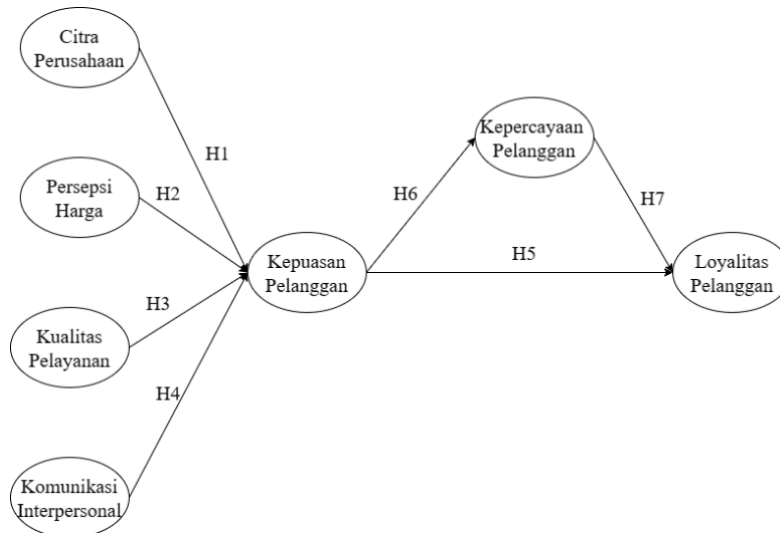 Citra
Perusahaan
H1
Persepsi
Harga
H2
Kualitas
Pelayanan
H3
Komunikasi
Interpersonal
H4
Kepuasan
Pelanggan
H6
Kepercayaan
Pelanggan
H7
H5
Loyalitas
Pelanggan